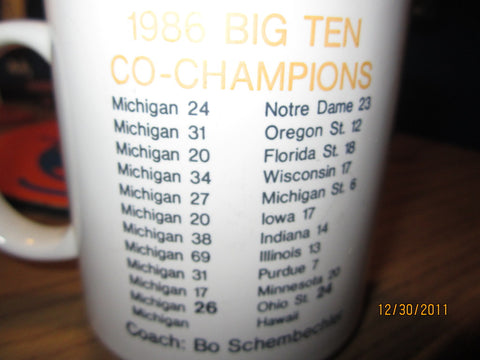 1986 BIG TEN
CO-CHAMPIONS
Michigan 24 Notre Dame 23
Michigan 31 Oregon St. 12
Michigan 20 Florida St. 18
Michigan 34 Wisconsin 17
Michigan 27 Michigan St. 6
Michigan 20 Iowa 17
Michigan 38 Indiana 14
Michigan 69 Illinois 13
Michigan 31 Purdue 7
Michigan 17 Minnesota 20
Michigan 26 Ohio St. 24
Michigan Hawaii
Coach: Bo Schembechler
12/30/2011